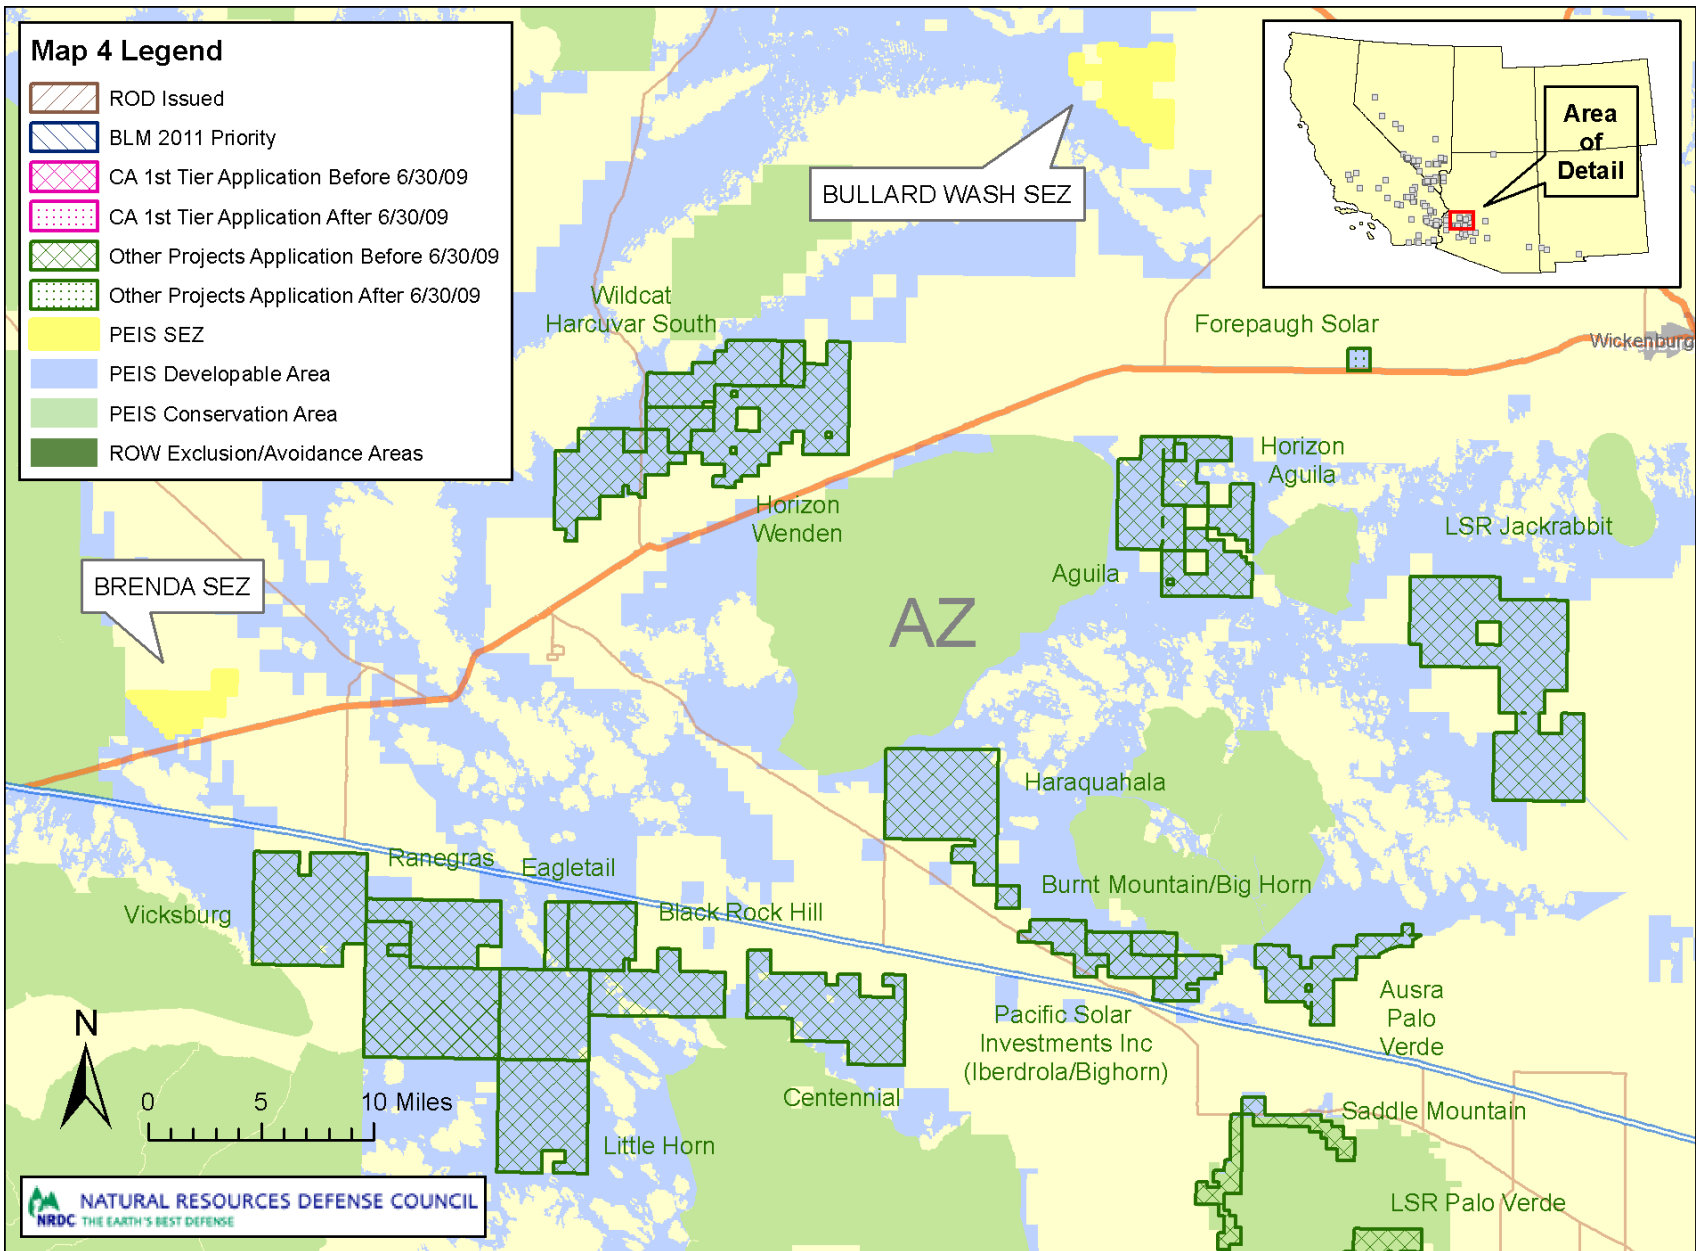 Map 4 Legend
ROD Issued
BLM 2011 Priority
CA 1st Tier Application Before 6/30/09
CA 1st Tier Application After 6/30/09
Other Projects Application Before 6/30/09
Other Projects Application After 6/30/09
PEIS SEZ
PEIS Developable Area
PEIS Conservation Area
ROW Exclusion/Avoidance Areas
Area
of
Detail
BULLARD WASH SEZ
Wildcat
Harcuvar South
Forepaugh Solar
Wickenburg
Horizon
Aguila
Horizon
Wenden
LSR Jackrabbit
Aguila
BRENDA SEZ
AZ
Haraquahala
Ranegras
Eagletail
Burnt Mountain/Big Horn
Vicksburg
Black Rock Hill
Ausra
Palo
Verde
Pacific Solar
Investments Inc
(Iberdrola/Bighorn)
N
0 5 10 Miles
Centennial
Saddle Mountain
Little Horn
LSR Palo Verde
NATURAL RESOURCES DEFENSE COUNCIL
NRDC THE EARTH'S BEST DEFENSE